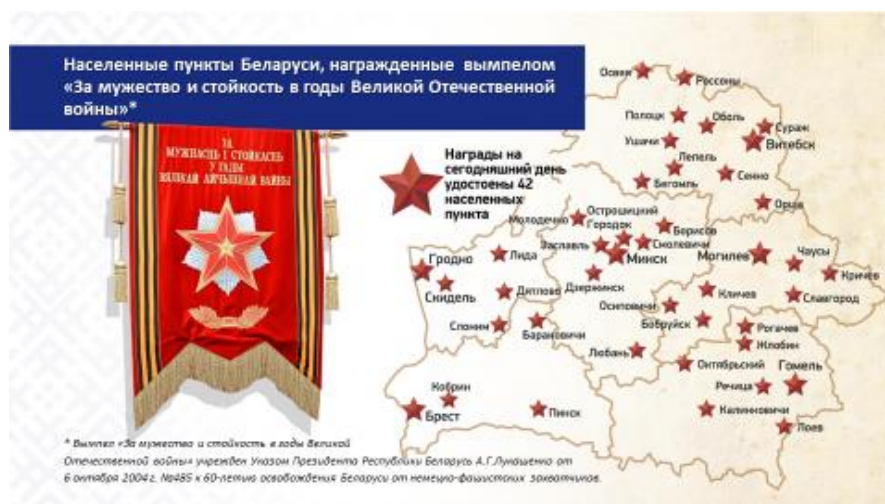 Населенные пункты Беларуси, награжденные вымпелом
«За мужество и стойкость в годы Великой Отечественной
войны»*
ЗА
МУЖНАСЦЬ І СТОЙКАСЦЬ
У ГАДЫ
ВЯЛІКАЙ АЙЧЫННАЙ ВАЙНЫ
Награды на
сегодняшний день
удостоены 42
населенных
пункта
Освея
Россоны
Полоцк
Оболь
Сураж
Ушачи
Витебск
Лепель
Сенно
Бегомль
Орша
Молодечно
Острошицкий
Городок
Борисов
Заславль
Смолевичи
Минск
Могилев
Чаусы
Гродно
Лида
Кричев
Скидель
Дятлово
Дзержинск
Кличев
Славгород
Осиповичи
Слоним
Барановичи
Бобруйск
Рогачев
Жлобин
Любань
Октябрьский
Гомель
Кобрин
Речица
Брест
Пинск
Калинковичи
Лоев
* Вымпел «За мужество и стойкость в годы Великой
Отечественной войны» учрежден Указом Президента Республики Беларусь А.Г.Лукашенко от
6 октября 2004 г. №485 к 60-летию освобождения Беларуси от немецко-фашистских захватчиков.